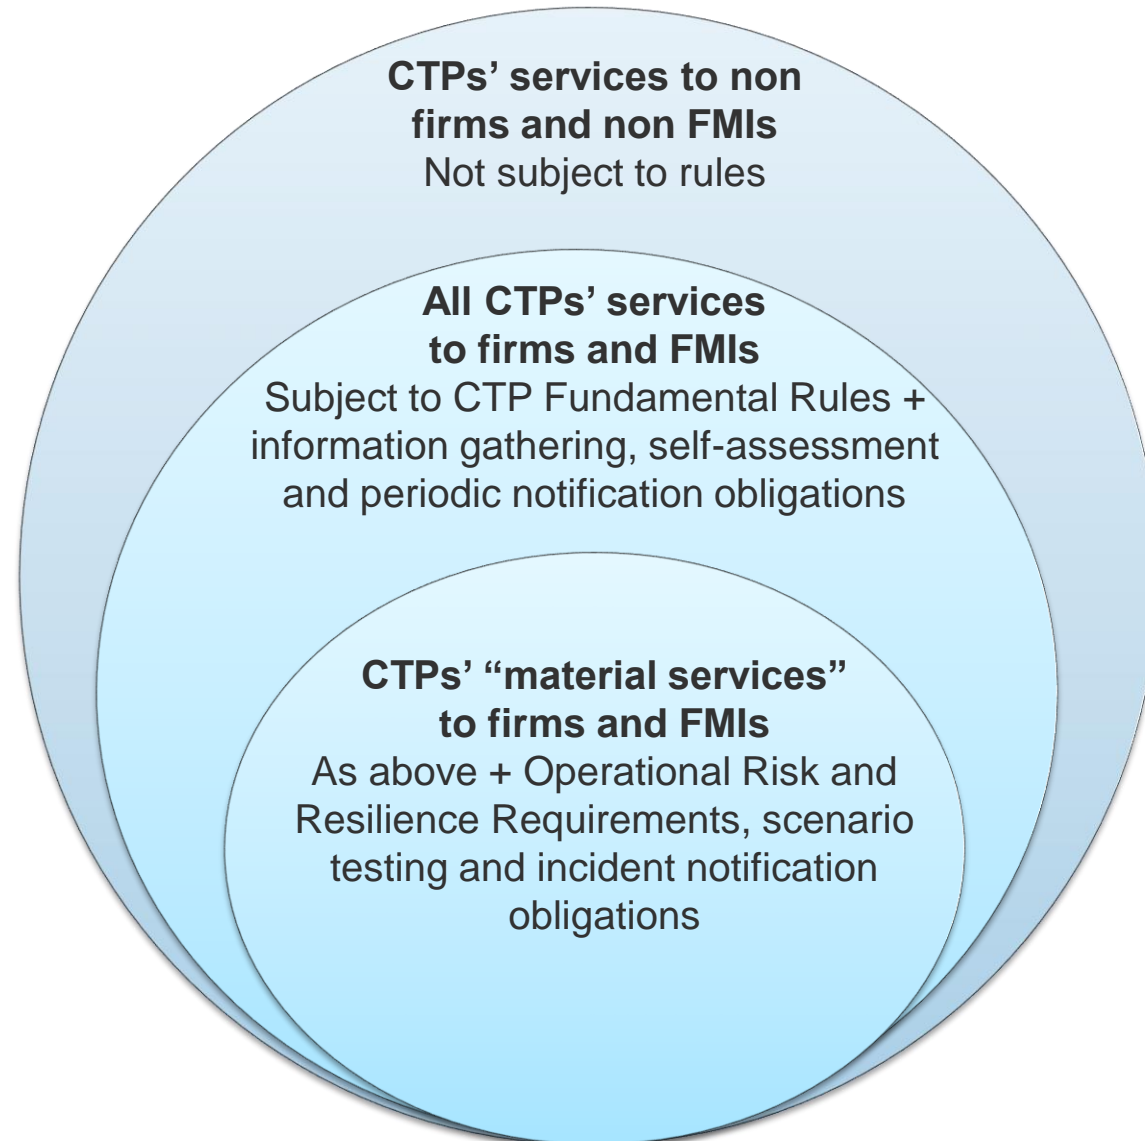 CTPs’ services to non
firms and non FMIs
Not subject to rules
All CTPs’ services
to firms and FMIs
Subject to CTP Fundamental Rules +
information gathering, self-assessment
and periodic notification obligations
CTPs’ “material services”
to firms and FMIs
As above + Operational Risk and
Resilience Requirements, scenario
testing and incident notification
obligations